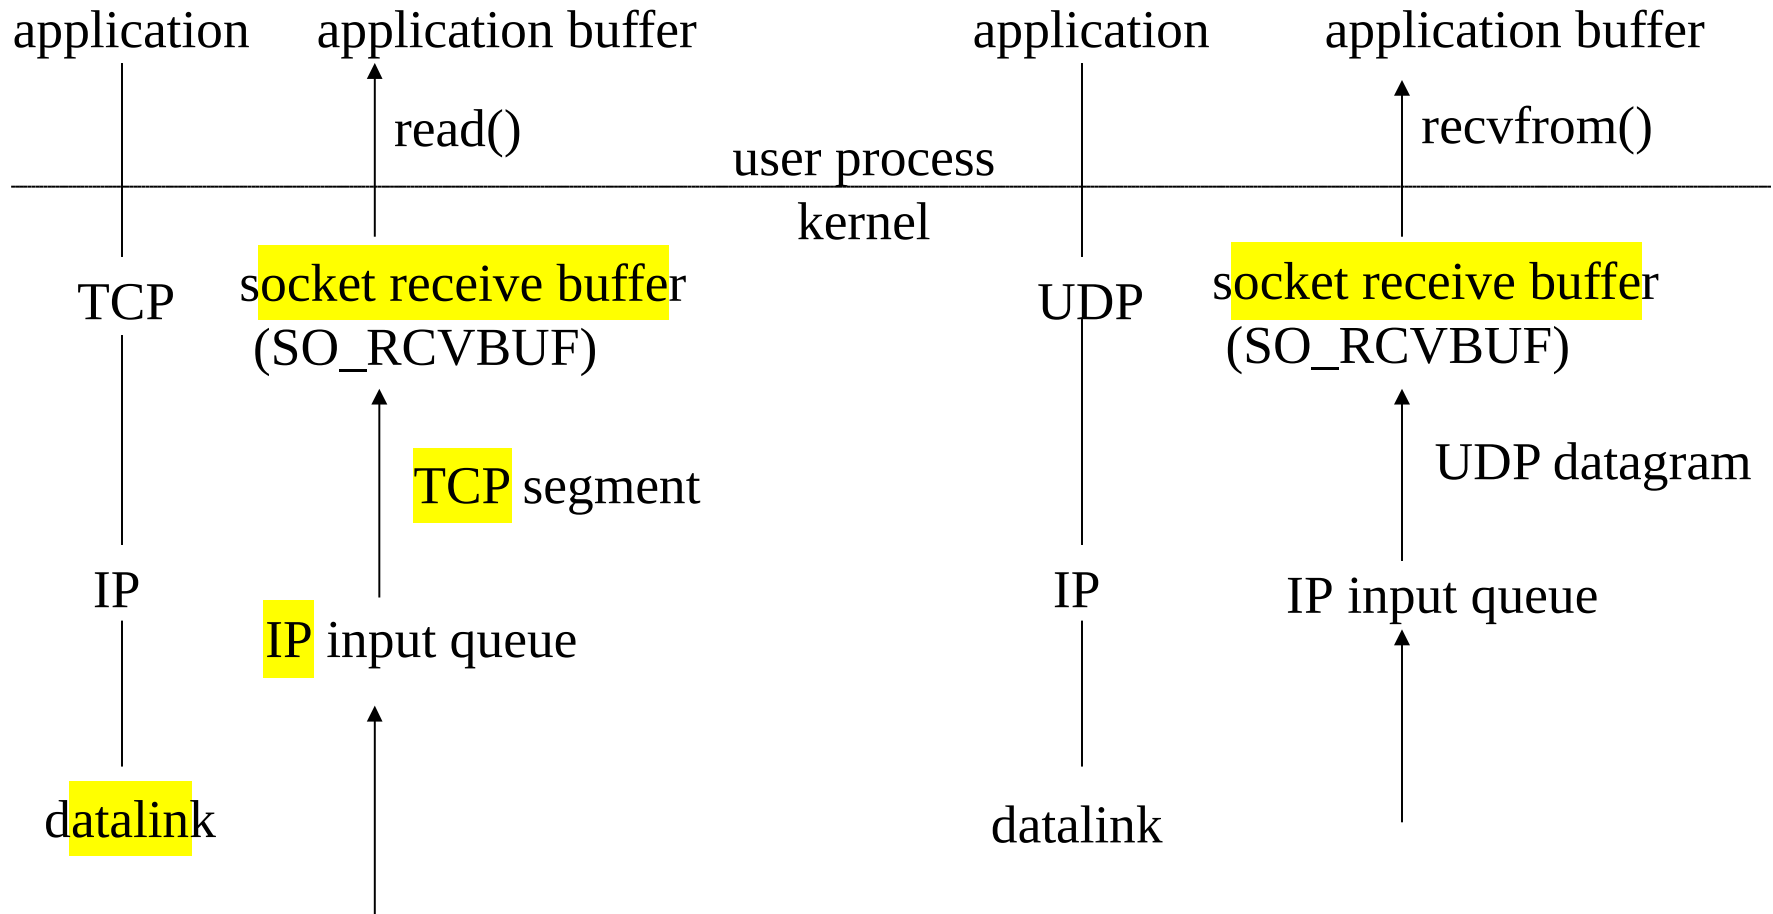 application
application buffer
application
application buffer
read()
recvfrom()
user process
kernel
TCP
socket receive buffer
(SO_RCVBUF)
UDP
socket receive buffer
(SO_RCVBUF)
TCP segment
UDP datagram
IP
IP input queue
IP
IP input queue
datalink
datalink